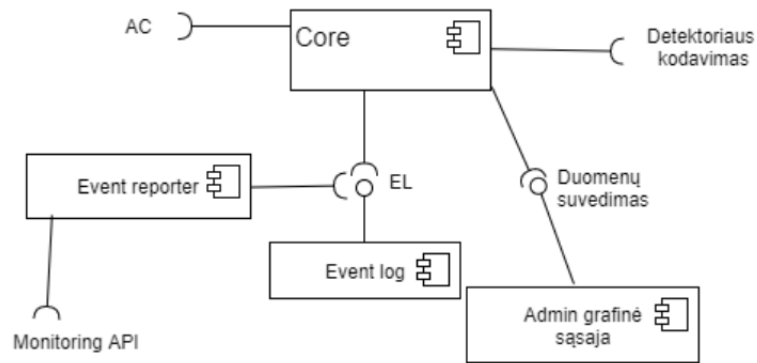 AC
Core
Detektoriaus
kodavimas
Event reporter
EL
Duomenų
suvedimas
Event log
Admin grafinė
sąsaja
Monitoring API